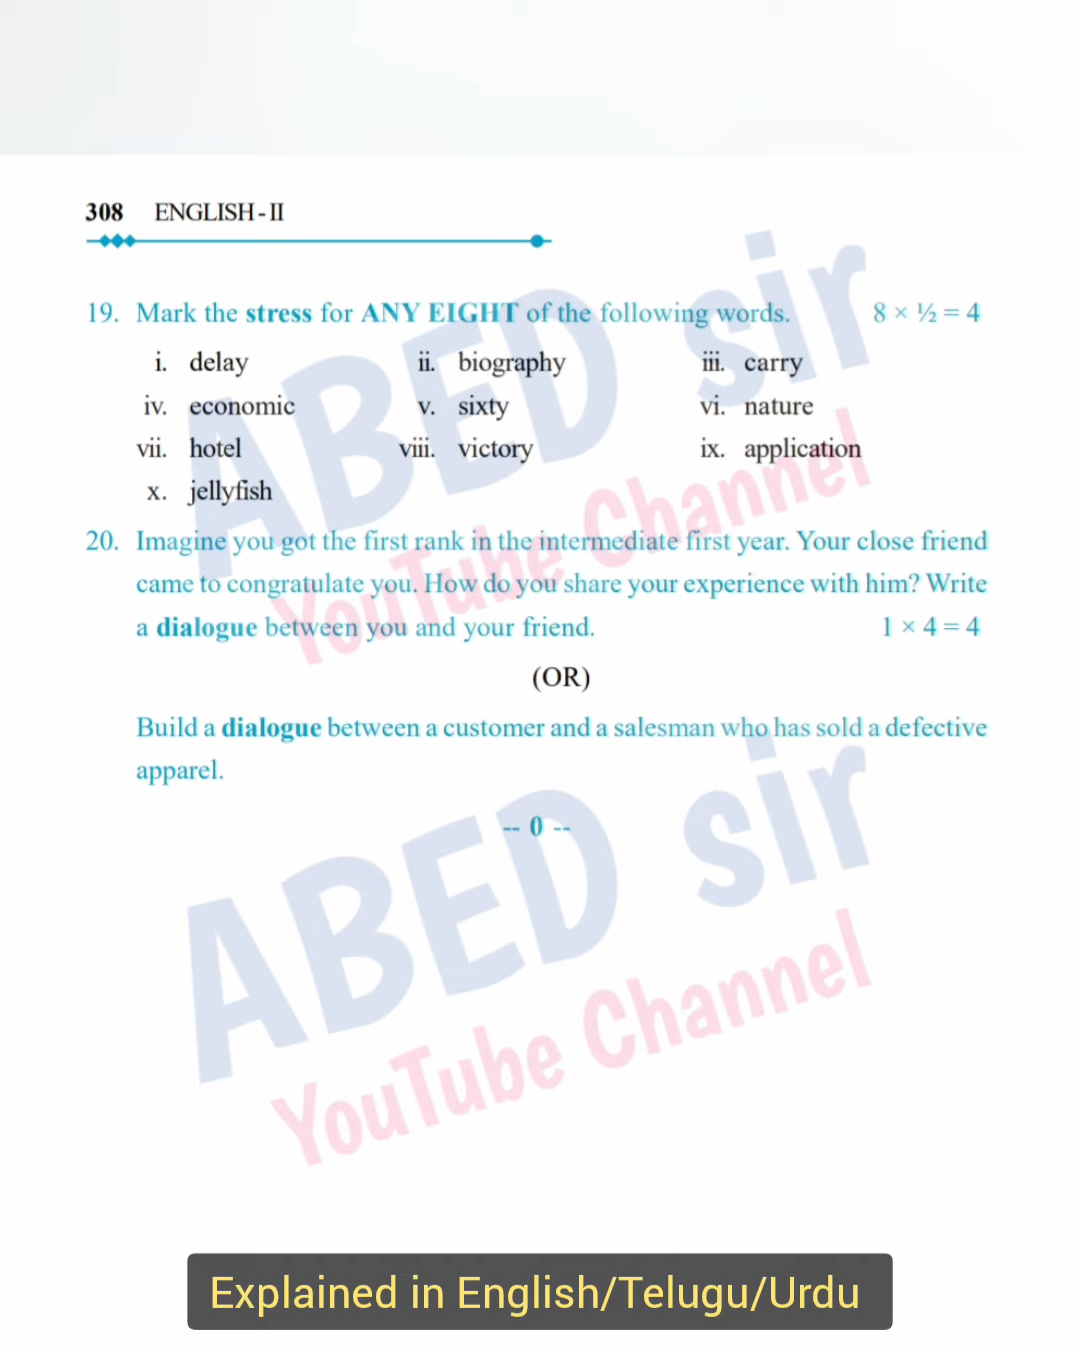 308 ENGLISH-II
19. Mark the stress for ANY EIGHT of the following words. 8 × ½ = 4
i. delay ii. biography iii. carry
iv. economic v. sixty vi. nature
vii. hotel viii. victory ix. application
x. jellyfish
20. Imagine you got the first rank in the intermediate first year. Your close friend
came to congratulate you. How do you share your experience with him? Write
a dialogue between you and your friend. 1 × 4 = 4
(OR)
Build a dialogue between a customer and a salesman who has sold a defective
apparel.
-- 0 --
ABED sir
YouTube Channel
ABED sir
YouTube Channel
Explained in English/Telugu/Urdu